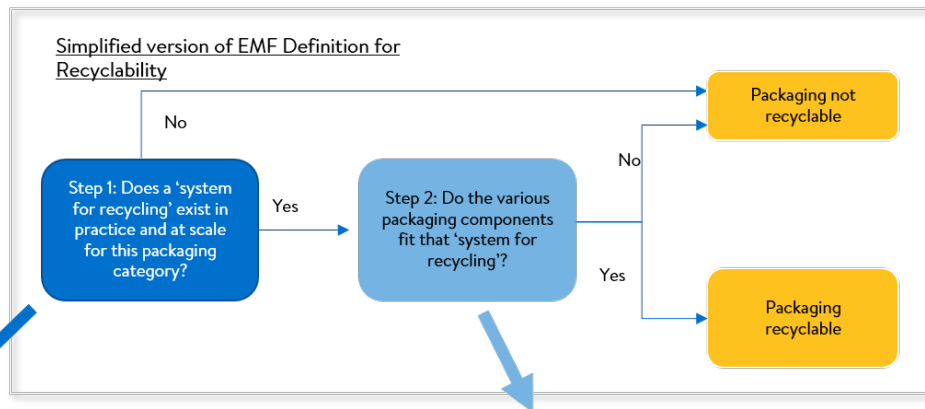 Simplified version of EMF Definition for
Recyclability
No
Packaging not
recyclable
Step 1: Does a ‘system
for recycling’ exist in
practice and at scale
for this packaging
category?
Yes
Step 2: Do the various
packaging components
fit that ‘system for
recycling’?
No
Yes
Packaging
recyclable